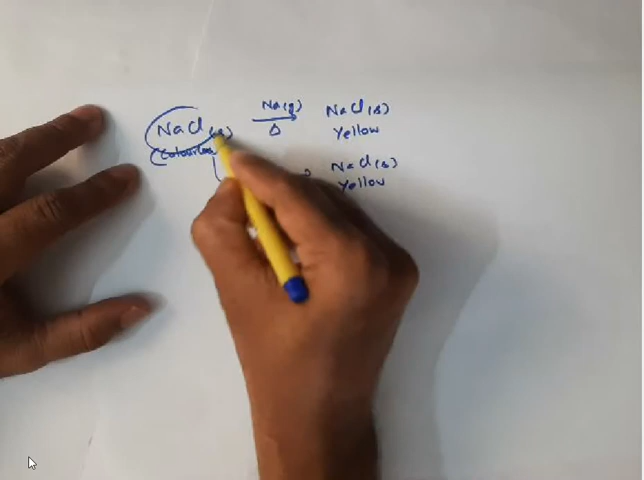 Na(g)
NaCl(s) → NaCl(s)
Colourless Δ Yellow
NaCl(s)
Yellow